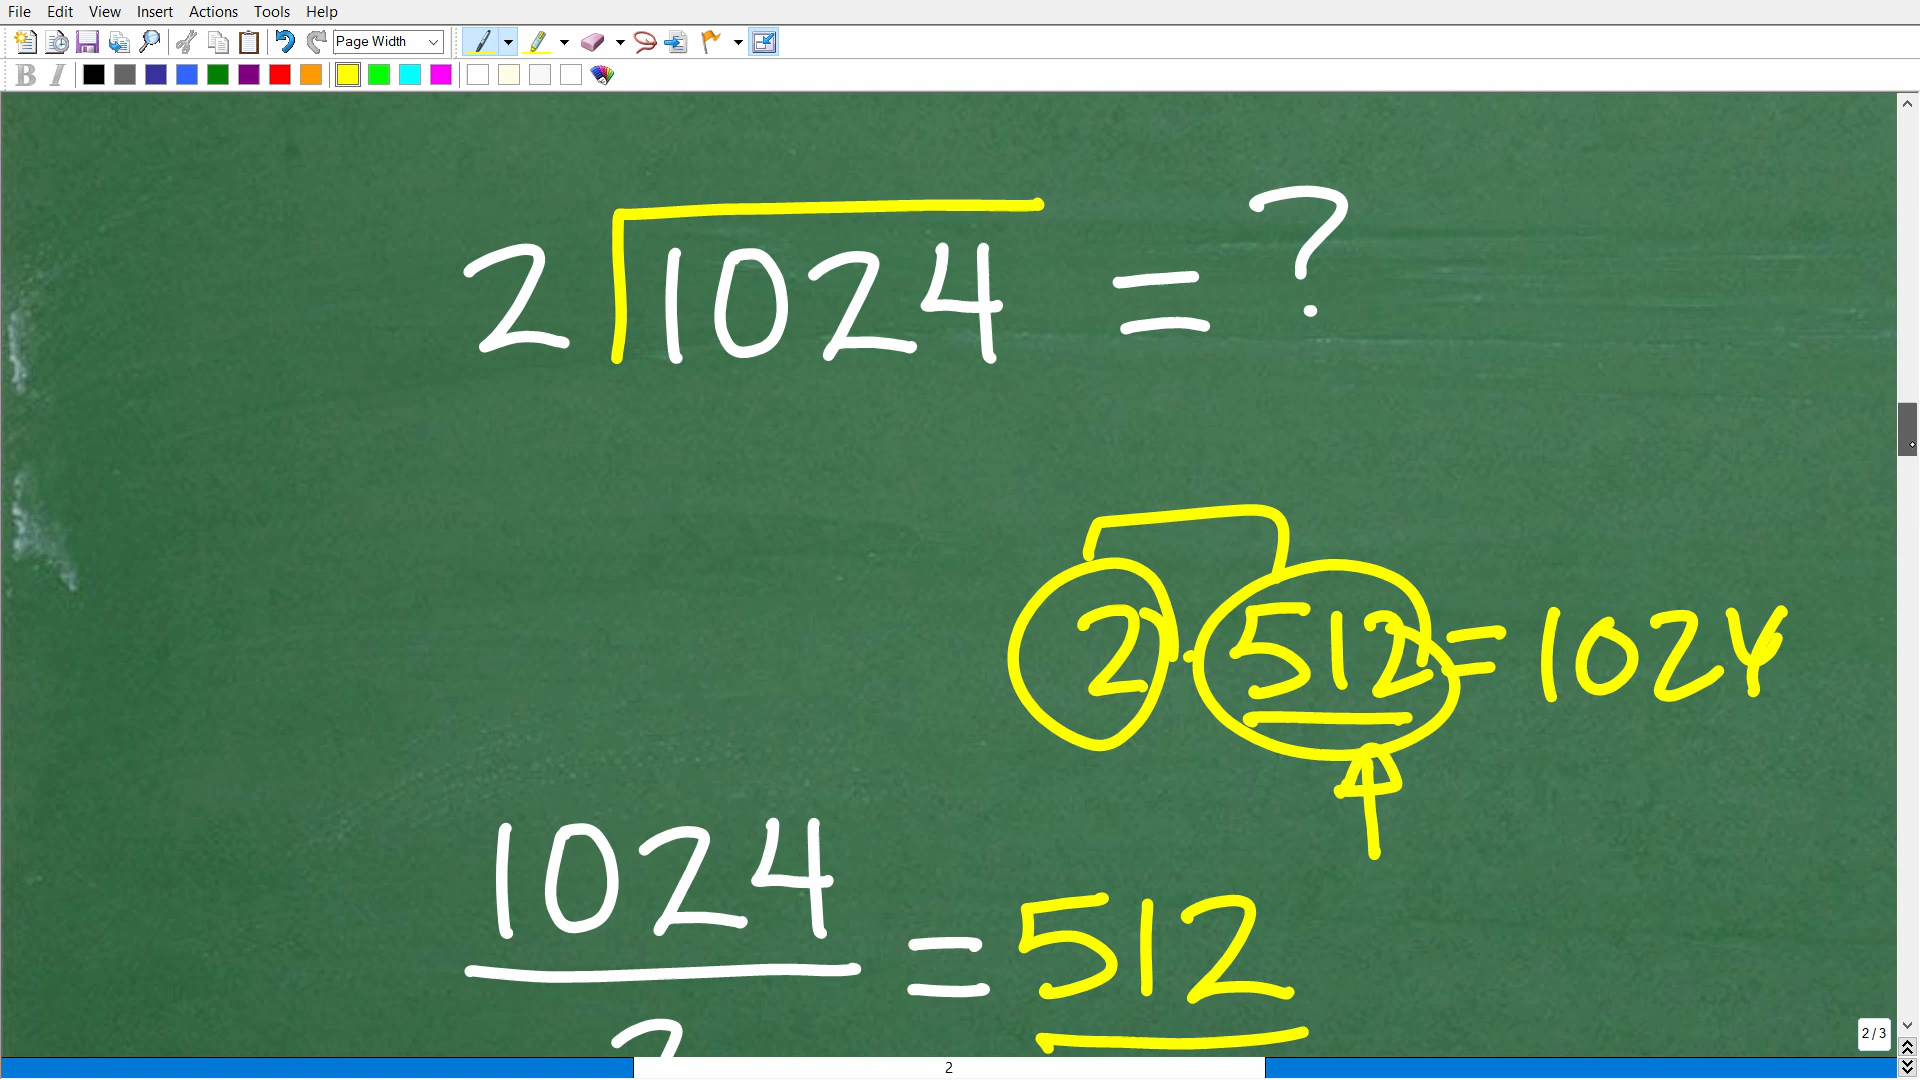 File Edit View Insert Actions Tools Help
Page Width
B I
2 1024 = ?
2 · 512 = 1024
1024
= 512
2
2 / 3
2